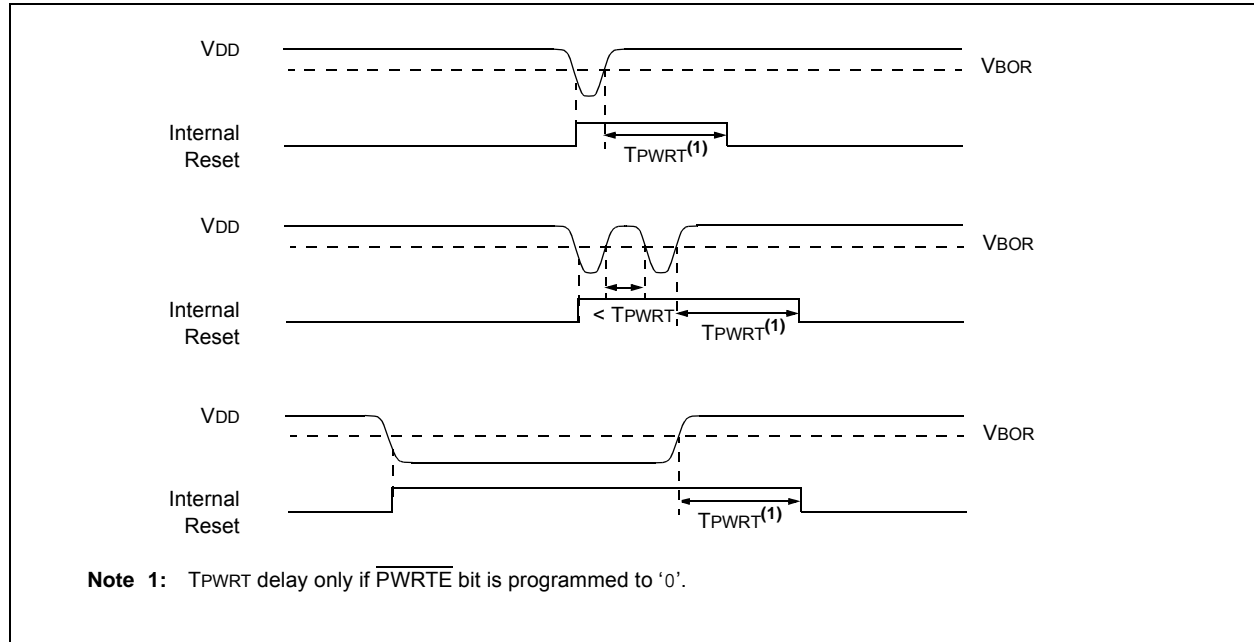 VDD
VBOR
Internal
Reset
TPWRT(1)
VDD
VBOR
Internal
Reset
< TPWRT
TPWRT(1)
VDD
VBOR
Internal
Reset
TPWRT(1)
Note 1: TPWRT delay only if P̅W̅R̅T̅E̅ bit is programmed to ‘0’.